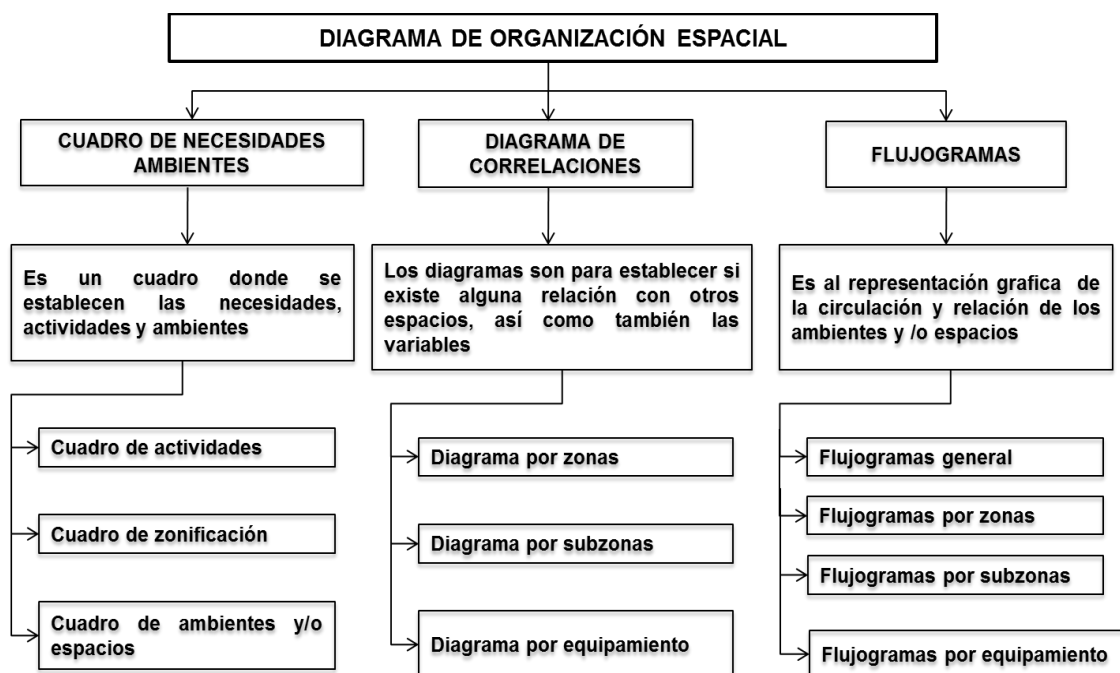 DIAGRAMA DE ORGANIZACIÓN ESPACIAL
CUADRO DE NECESIDADES
AMBIENTES
Es un cuadro donde se
establecen las necesidades,
actividades y ambientes
Cuadro de actividades
Cuadro de zonificación
Cuadro de ambientes y/o
espacios
DIAGRAMA DE
CORRELACIONES
Los diagramas son para establecer si
existe alguna relación con otros
espacios, así como también las
variables
Diagrama por zonas
Diagrama por subzonas
Diagrama por equipamiento
FLUJOGRAMAS
Es al representación grafica de
la circulación y relación de los
ambientes y /o espacios
Flujogramas general
Flujogramas por zonas
Flujogramas por subzonas
Flujogramas por equipamiento